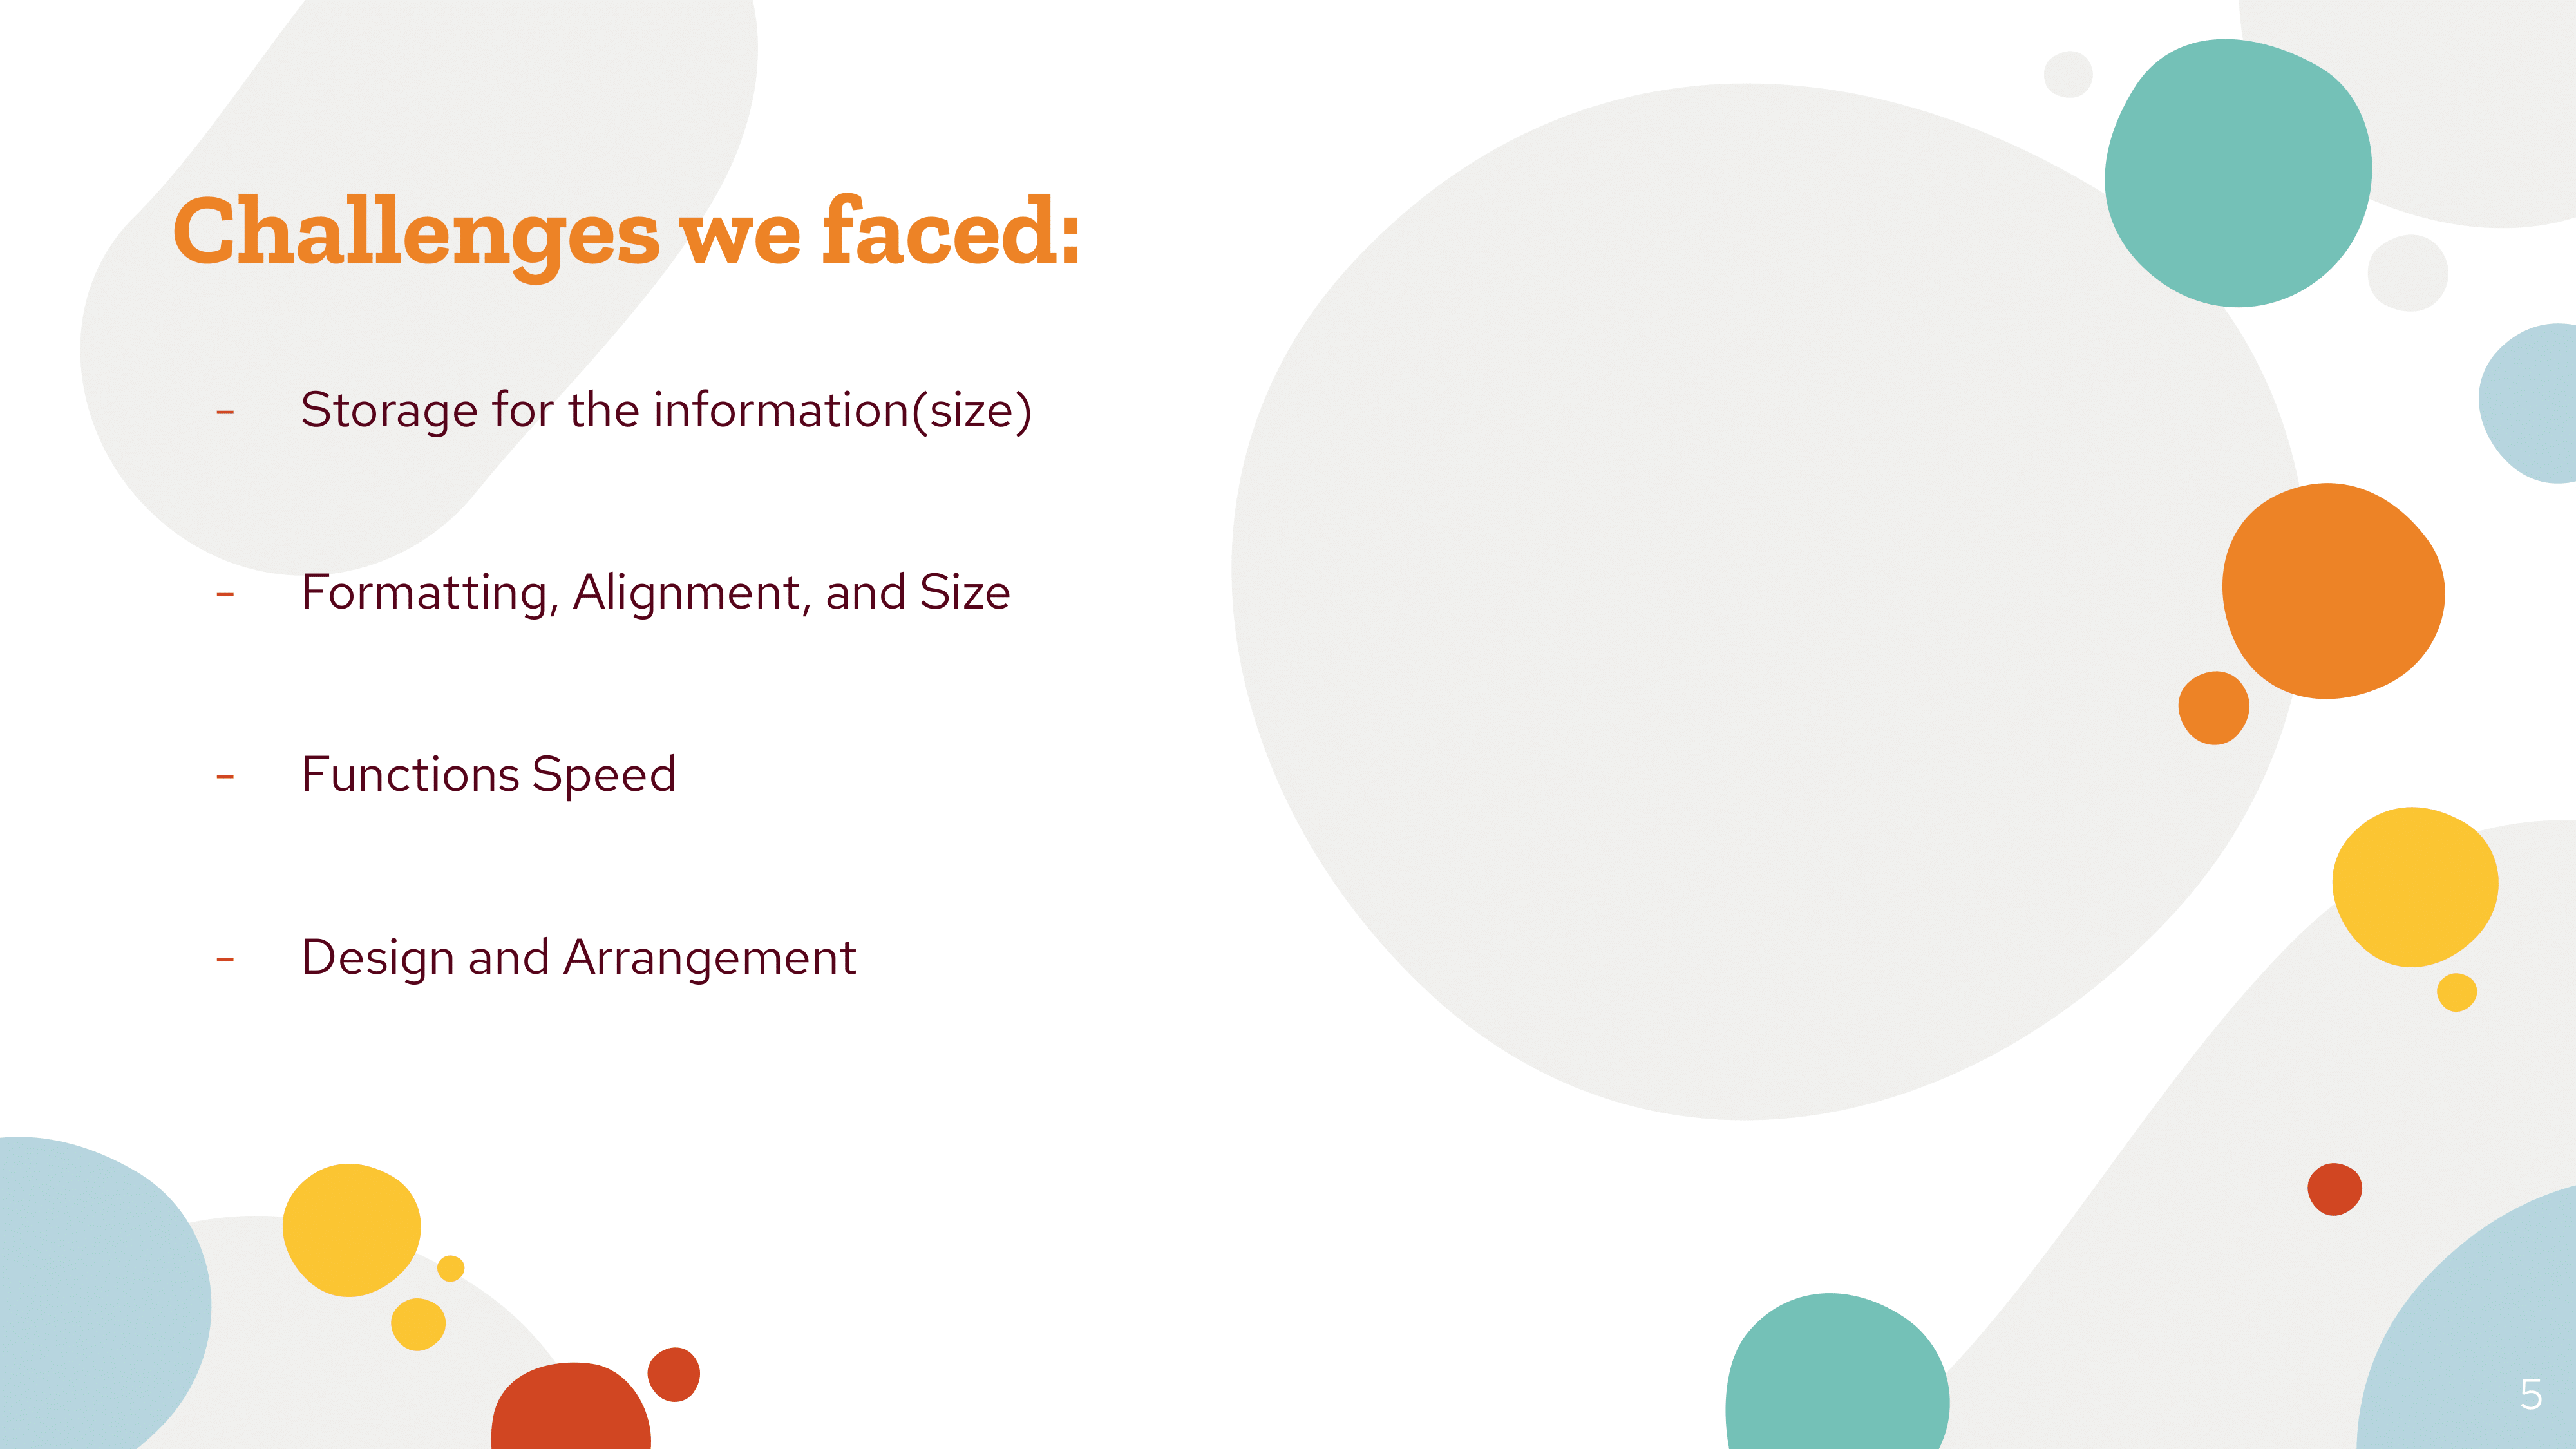 Challenges we faced:
- Storage for the information(size)
- Formatting, Alignment, and Size
- Functions Speed
- Design and Arrangement
5